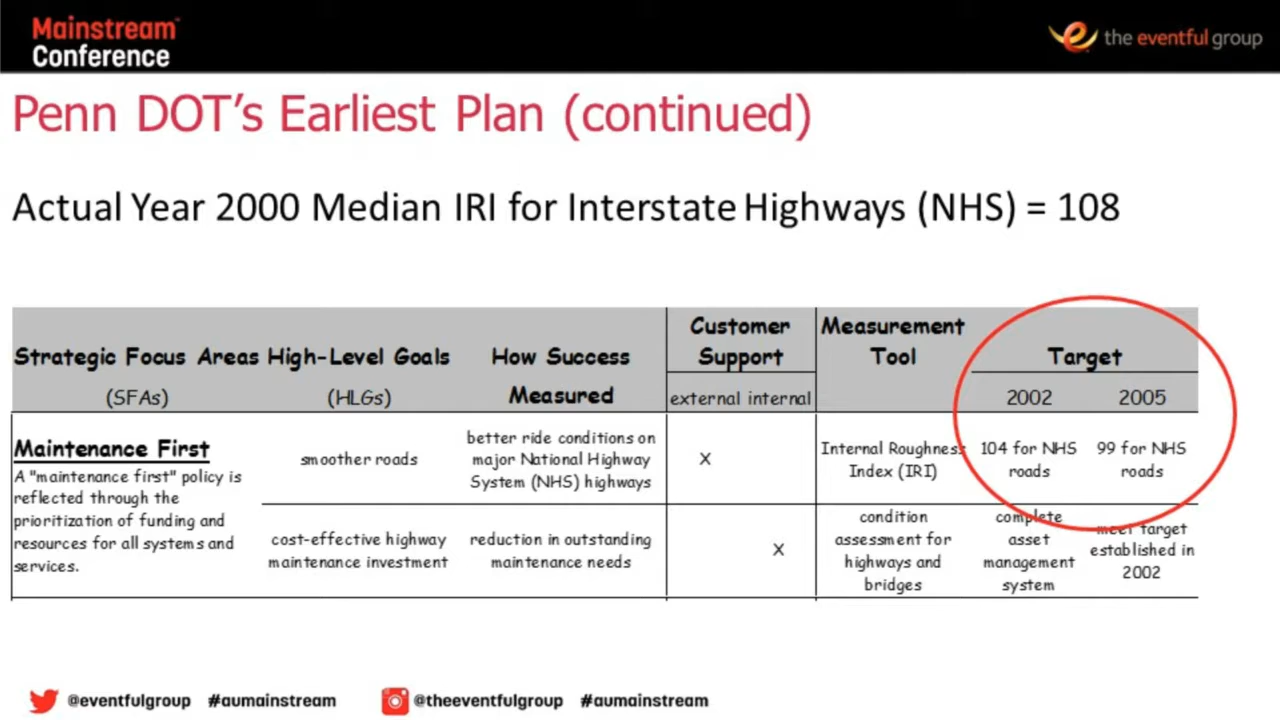 Mainstream
Conference
the eventful group
Penn DOT's Earliest Plan (continued)
Actual Year 2000 Median IRI for Interstate Highways (NHS) = 108
Strategic Focus Areas
(SFAs)
High-Level Goals
(HLGs)
How Success
Measured
Customer
Support
external internal
Measurement
Tool
Target
2002 2005
Maintenance First
A "maintenance first" policy is
reflected through the
prioritization of funding and
resources for all systems and
services.
smoother roads
better ride conditions on
major National Highway
System (NHS) highways
X
Internal Roughness
Index (IRI)
104 for NHS
roads
99 for NHS
roads
cost-effective highway
maintenance investment
reduction in outstanding
maintenance needs
X
condition
assessment for
highways and
bridges
complete
asset
management
system
meet target
established in
2002
@eventfulgroup #aumainstream
@theeventfulgroup #aumainstream